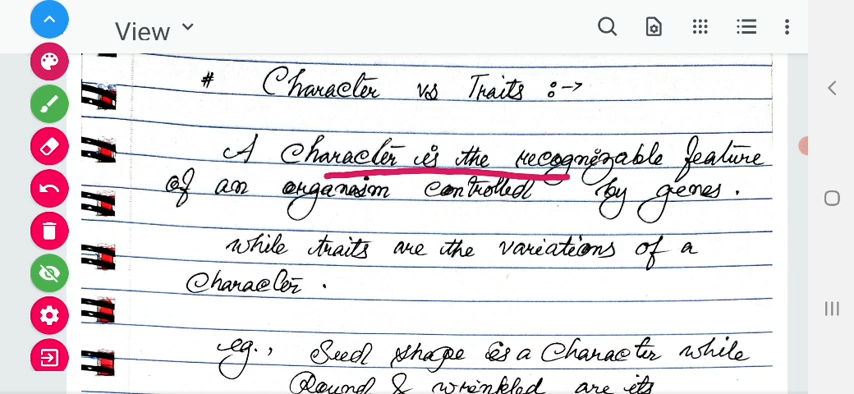 View
# Character vs Traits :->
A Character is the recognizable feature
of an organism controlled by genes.
while traits are the variations of a
Character.
eg., Seed shape is a Character while
Round & wrinkled are its